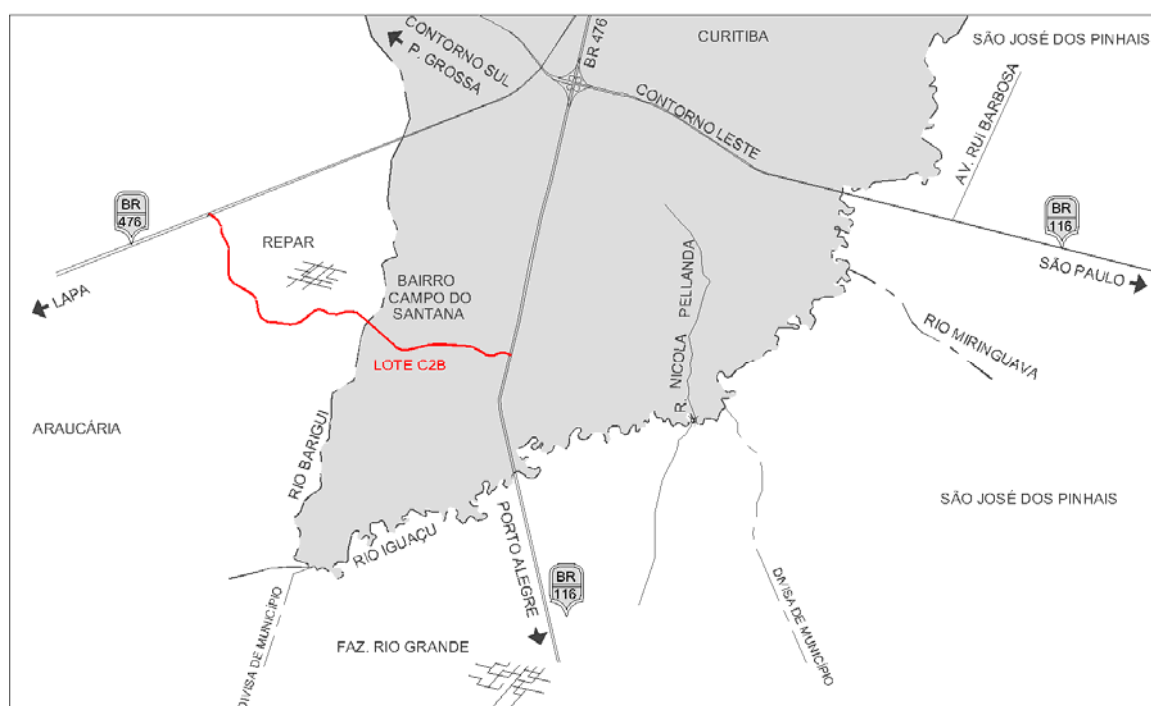 CURITIBA
SÃO JOSÉ DOS PINHAIS
CONTORNO SUL
P. GROSSA
BR 476
CONTORNO LESTE
AV. RUI BARBOSA
BR
476
LAPA
REPAR
BAIRRO
CAMPO DO
SANTANA
LOTE C2B
R. NICOLA PELLANDA
BR
116
SÃO PAULO
RIO MIRINGUAVA
ARAUCÁRIA
RIO BARIGUI
RIO IGUAÇU
SÃO JOSÉ DOS PINHAIS
PORTO ALEGRE
BR
116
DIVISA DE MUNICÍPIO
FAZ. RIO GRANDE
DIVISA DE MUNICÍPIO